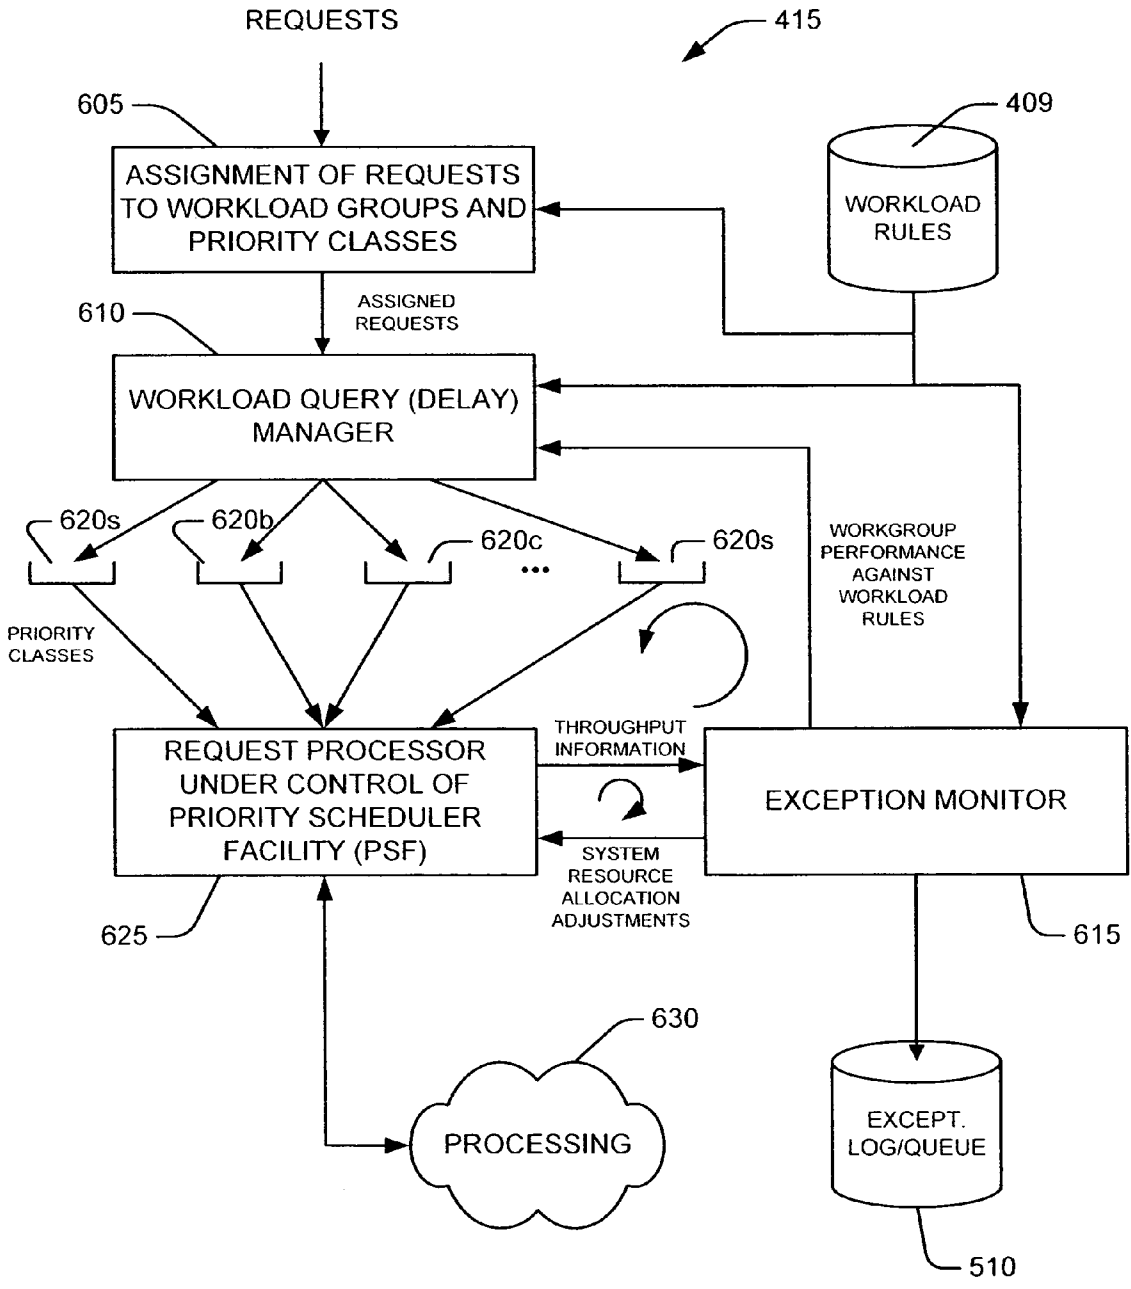 REQUESTS
415
605
409
ASSIGNMENT OF REQUESTS
TO WORKLOAD GROUPS AND
PRIORITY CLASSES
WORKLOAD
RULES
610
ASSIGNED
REQUESTS
WORKLOAD QUERY (DELAY)
MANAGER
620s
620b
620c
...
620s
WORKGROUP
PERFORMANCE
AGAINST
WORKLOAD
RULES
PRIORITY
CLASSES
THROUGHPUT
INFORMATION
REQUEST PROCESSOR
UNDER CONTROL OF
PRIORITY SCHEDULER
FACILITY (PSF)
EXCEPTION MONITOR
SYSTEM
RESOURCE
ALLOCATION
ADJUSTMENTS
625
615
630
PROCESSING
EXCEPT.
LOG/QUEUE
510